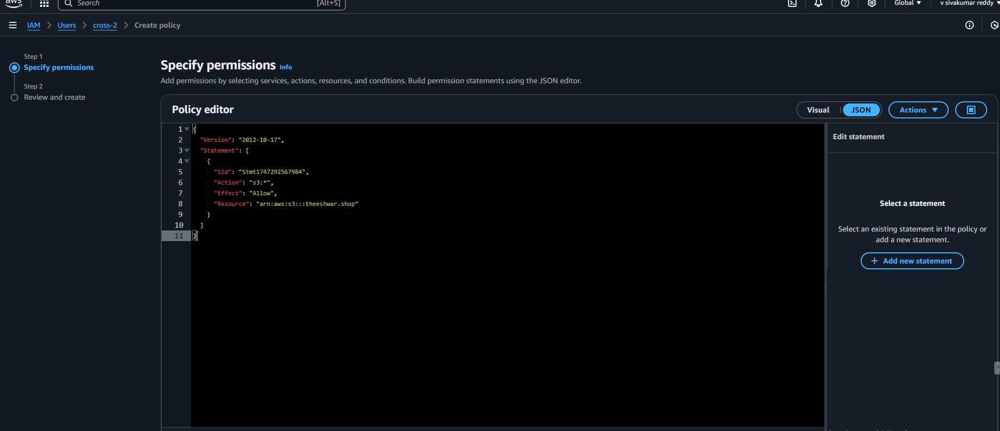 aws
Search [Alt+S]
Global
v sivakumar reddy
IAM > Users > cross-2 > Create policy
Step 1
Specify permissions
Step 2
Review and create
Specify permissions Info
Add permissions by selecting services, actions, resources, and conditions. Build permission statements using the JSON editor.
Policy editor
Visual | JSON
Actions
1 {
2 "Version": "2012-10-17",
3 "Statement": [
4 {
5 "Sid": "Stmt1747292567984",
6 "Action": "s3:*",
7 "Effect": "Allow",
8 "Resource": "arn:aws:s3:::theeshwar.shop"
9 }
10 ]
11 }
Edit statement
Select a statement
Select an existing statement in the policy or
add a new statement.
+ Add new statement